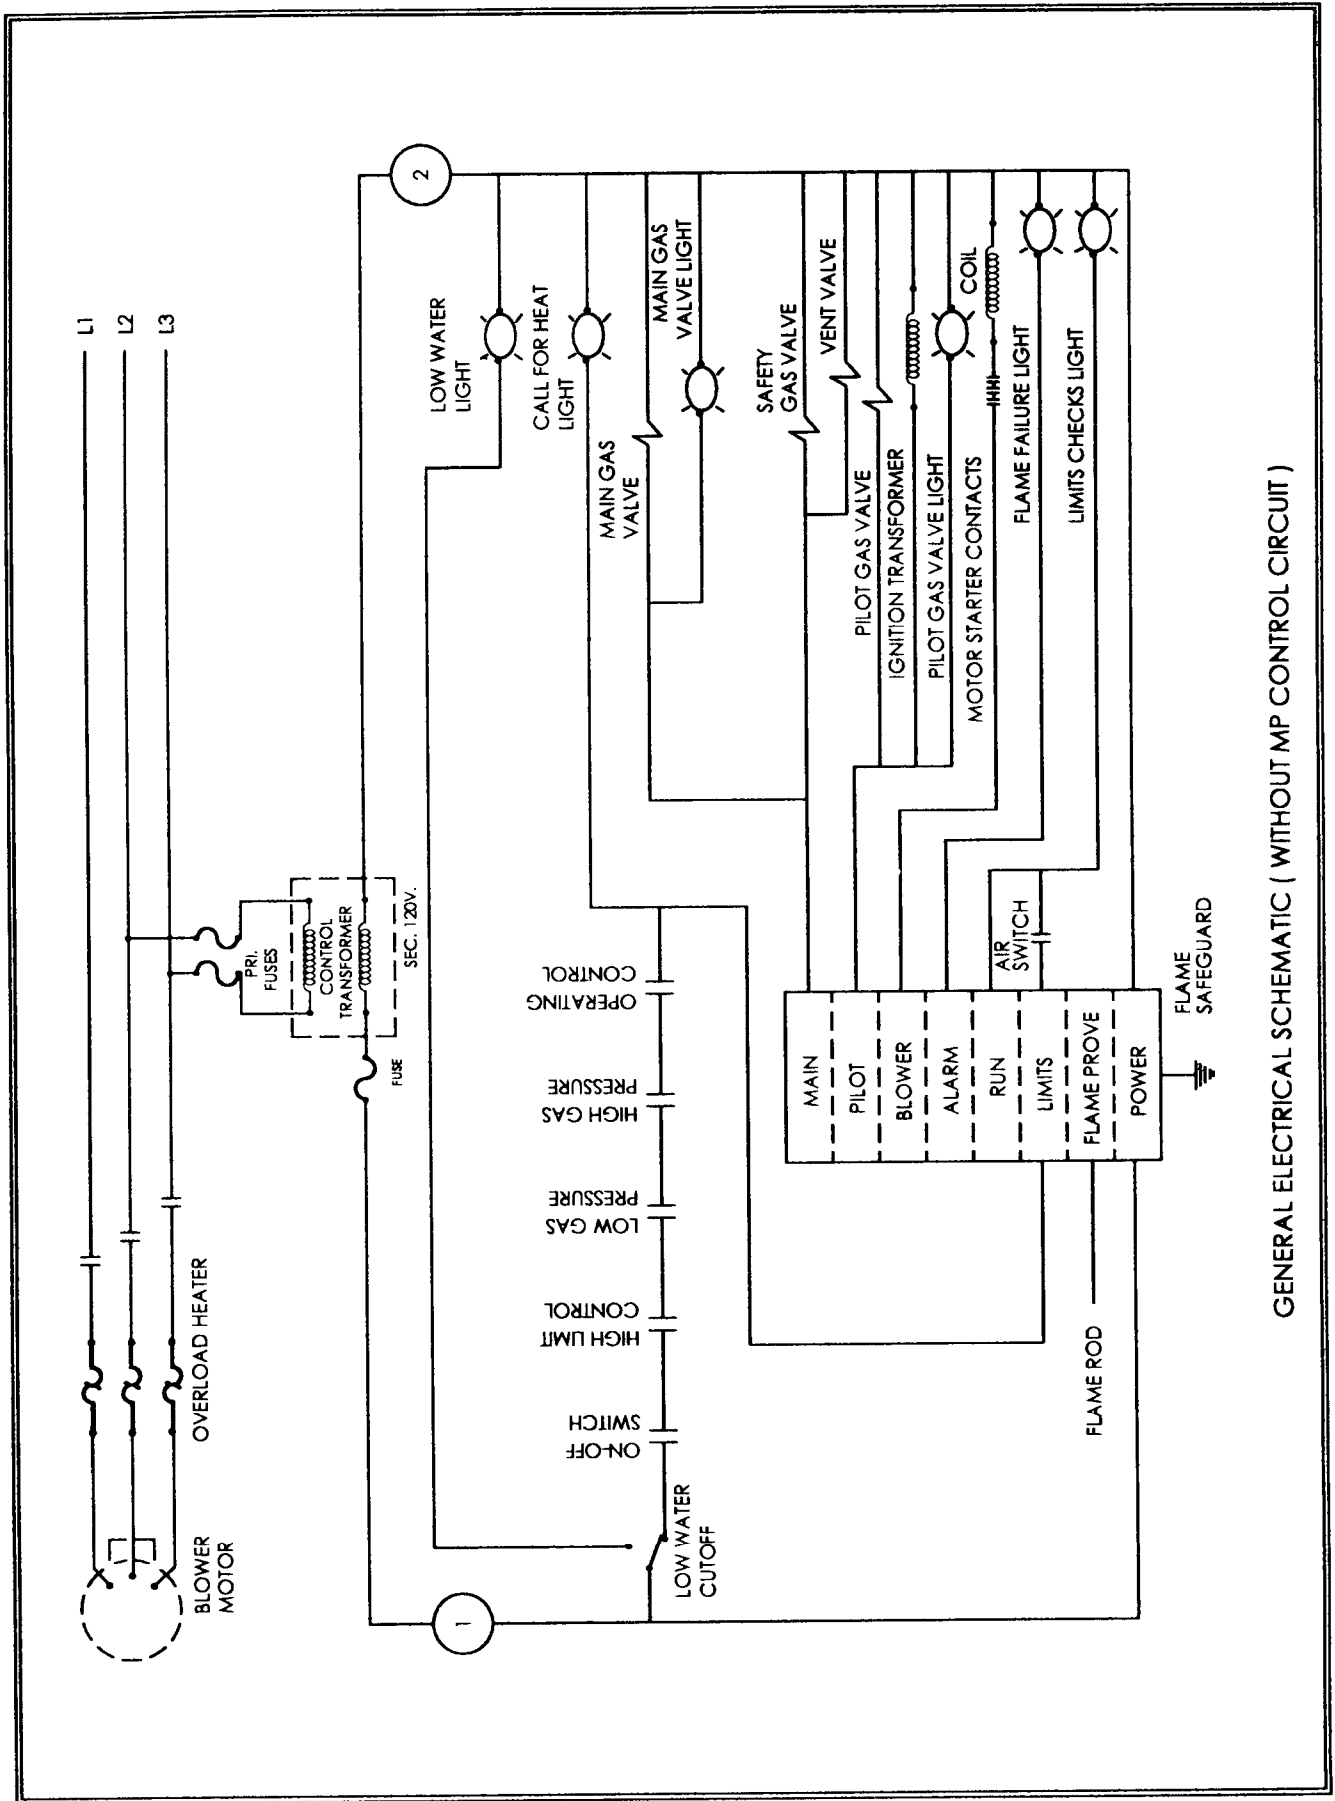 L1
L2
L3
BLOWER
MOTOR
OVERLOAD HEATER
PRI.
FUSES
CONTROL
TRANSFORMER
SEC. 120V.
FUSE
1
2
LOW WATER
LIGHT
CALL FOR HEAT
LIGHT
LOW WATER
CUTOFF
ON-OFF
SWITCH
HIGH LIMIT
CONTROL
LOW GAS
PRESSURE
HIGH GAS
PRESSURE
OPERATING
CONTROL
MAIN GAS
VALVE
MAIN GAS
VALVE LIGHT
SAFETY
GAS VALVE
VENT VALVE
PILOT GAS VALVE
IGNITION TRANSFORMER
PILOT GAS VALVE LIGHT
MOTOR STARTER CONTACTS
COIL
FLAME FAILURE LIGHT
LIMITS CHECKS LIGHT
AIR
SWITCH
MAIN
PILOT
BLOWER
ALARM
RUN
LIMITS
FLAME PROVE
POWER
FLAME ROD
FLAME
SAFEGUARD
GENERAL ELECTRICAL SCHEMATIC ( WITHOUT MP CONTROL CIRCUIT )